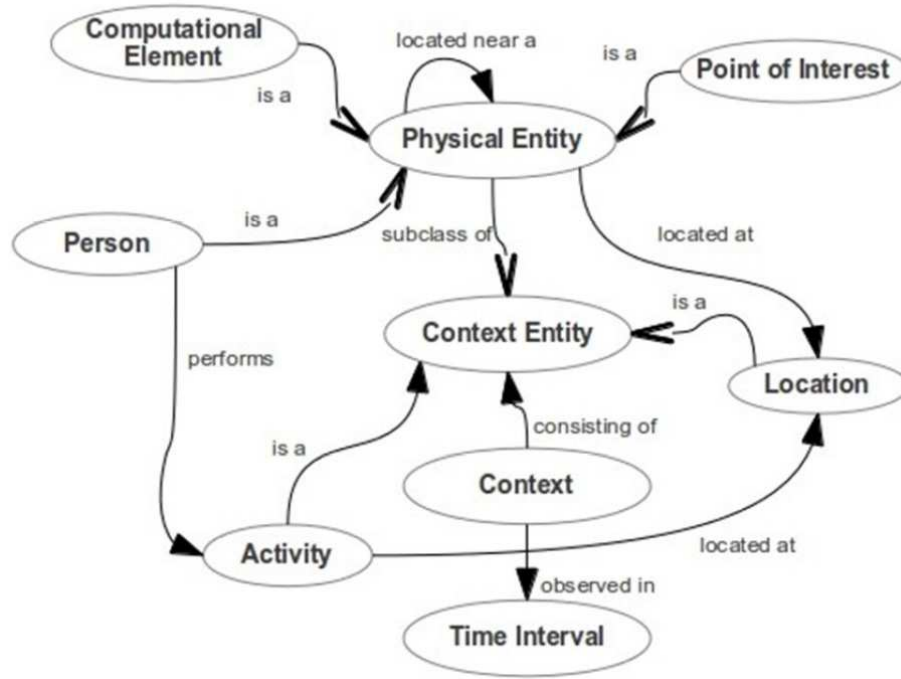 Computational
Element
located near a
is a
Point of Interest
is a
Physical Entity
is a
Person
subclass of
located at
is a
Context Entity
performs
Location
consisting of
is a
Context
Activity
located at
observed in
Time Interval